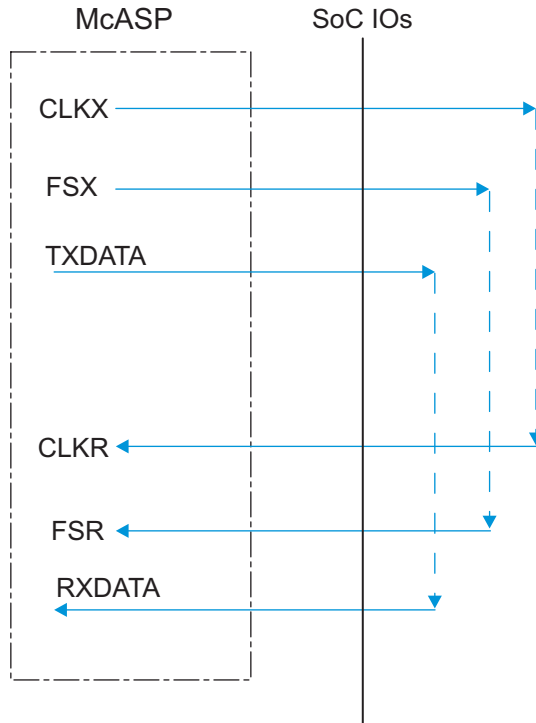 McASP
SoC IOs
CLKX
FSX
TXDATA
CLKR
FSR
RXDATA